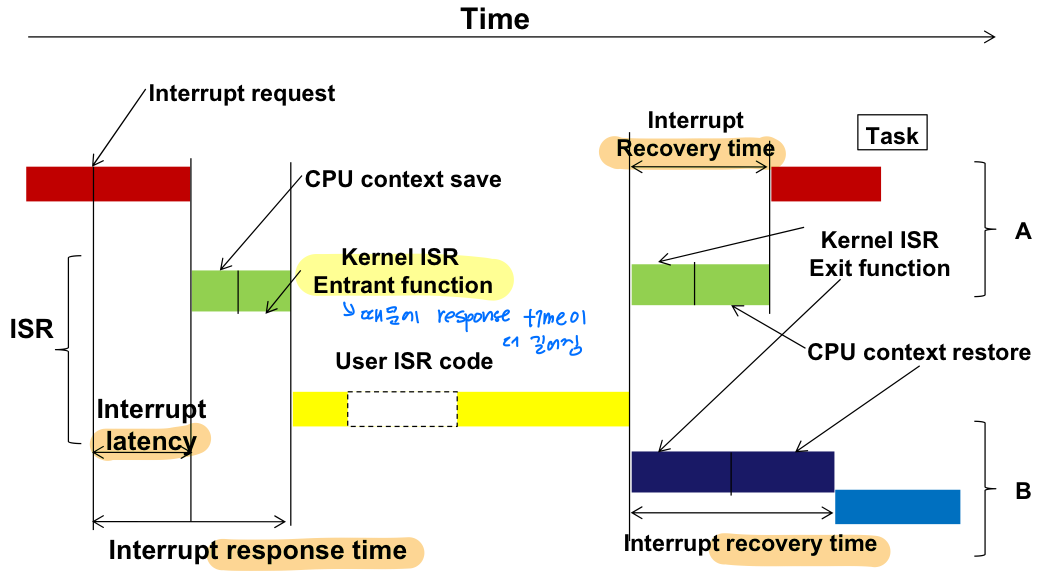 Time
Interrupt request
Interrupt
Recovery time
Task
CPU context save
Kernel ISR
Entrant function
때문에 response time이
더 길어짐
Kernel ISR
Exit function
A
ISR
User ISR code
CPU context restore
Interrupt
latency
B
Interrupt response time
Interrupt recovery time